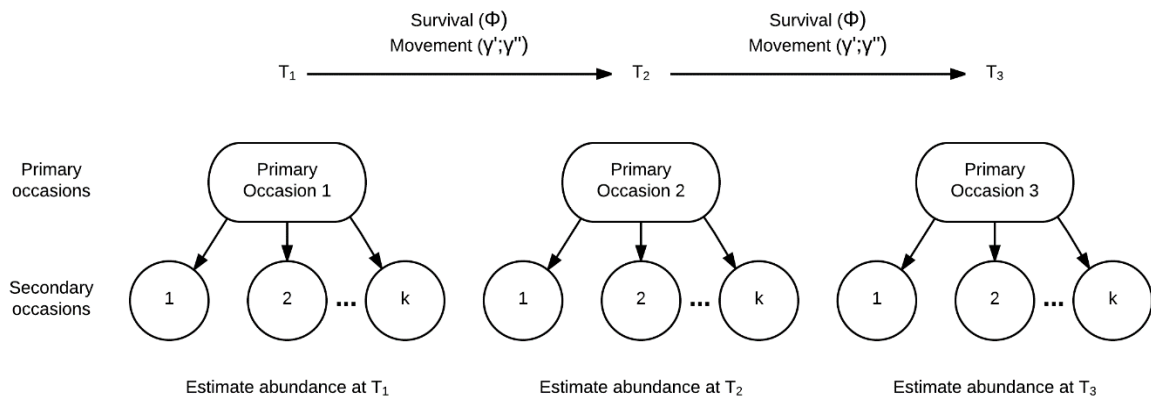 Survival (Φ)
Movement (γ';γ'')
Survival (Φ)
Movement (γ';γ'')
T₁
T₂
T₃
Primary
occasions
Primary
Occasion 1
Primary
Occasion 2
Primary
Occasion 3
Secondary
occasions
1
2
...
k
1
2
...
k
1
2
...
k
Estimate abundance at T₁
Estimate abundance at T₂
Estimate abundance at T₃